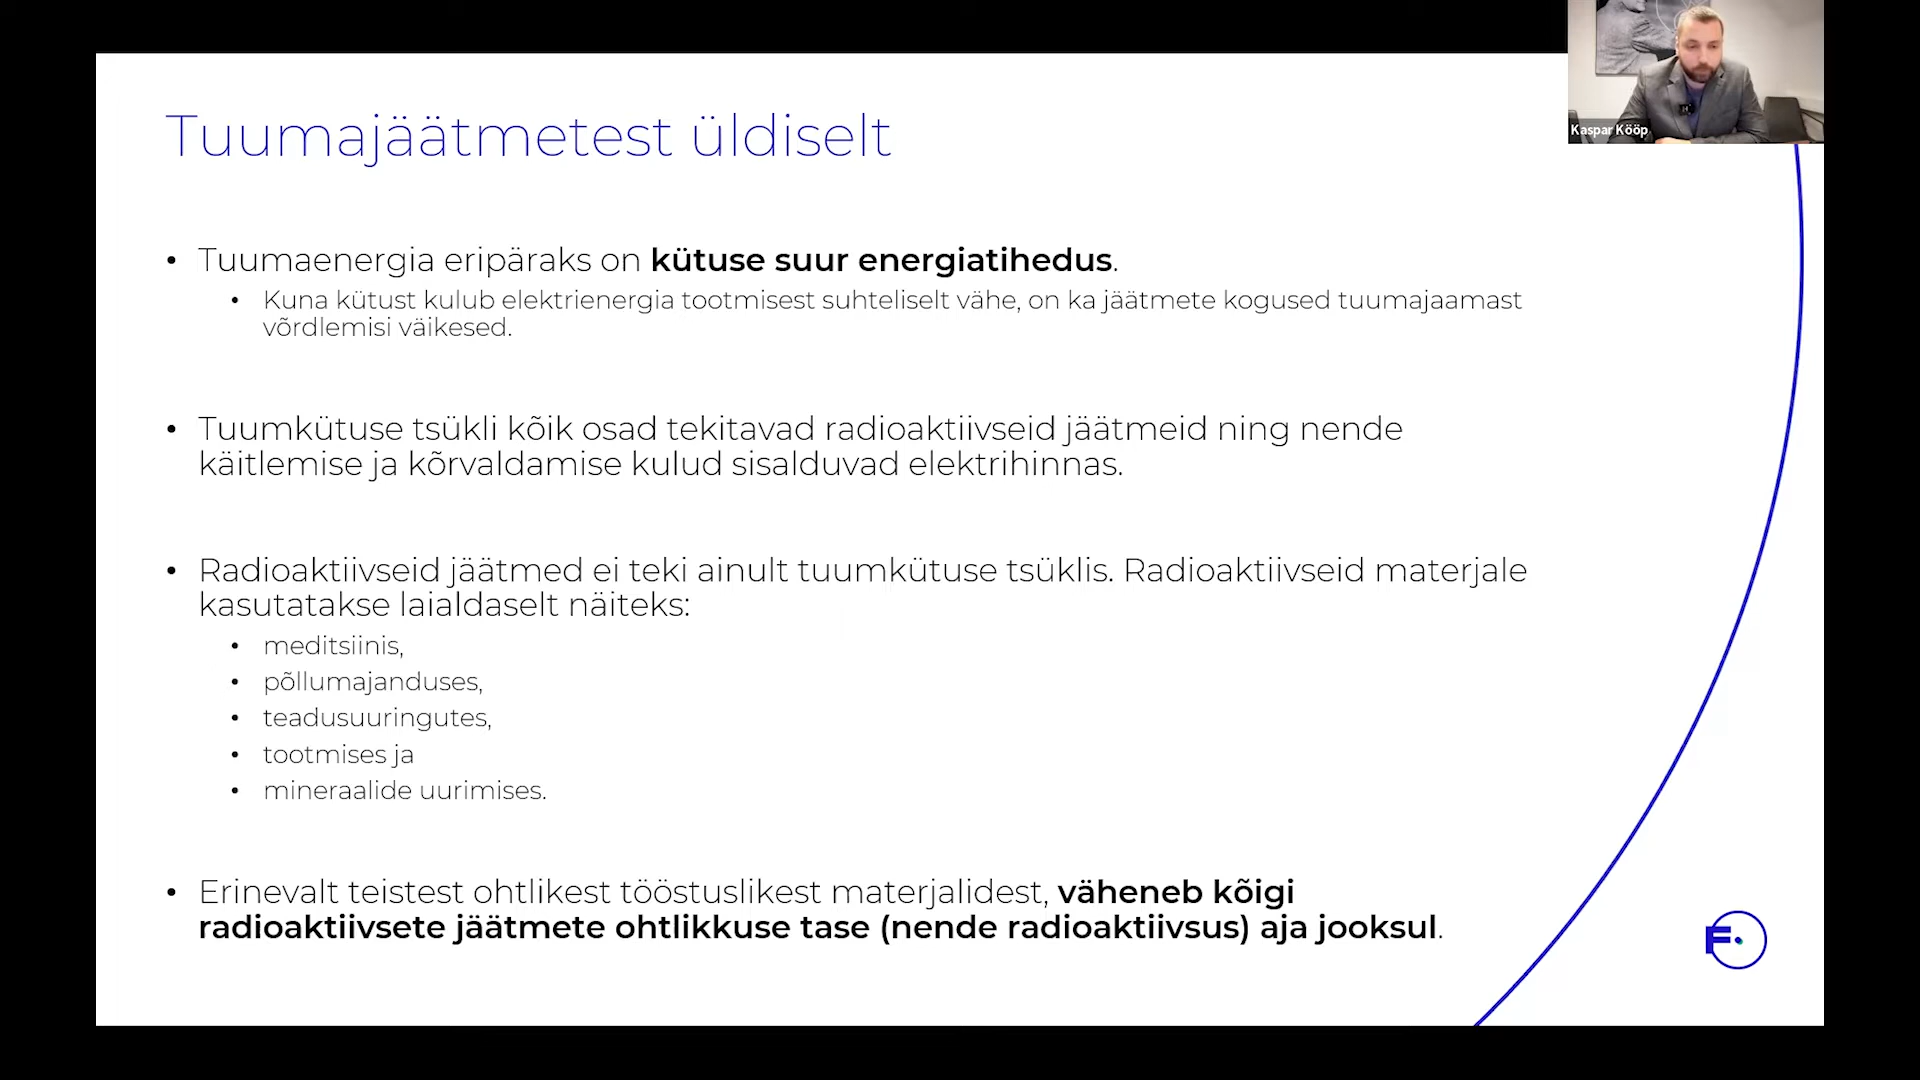 Kaspar Kööp
Tuumajäätmetest üldiselt
• Tuumaenergia eripäraks on kütuse suur energiatihedus.
• Kuna kütust kulub elektrienergia tootmisest suhteliselt vähe, on ka jäätmete kogused tuumajaamast
võrdlemisi väikesed.
• Tuumkütuse tsükli kõik osad tekitavad radioaktiivseid jäätmeid ning nende
käitlemise ja kõrvaldamise kulud sisalduvad elektrihinnas.
• Radioaktiivseid jäätmed ei teki ainult tuumkütuse tsüklis. Radioaktiivseid materjale
kasutatakse laialdaselt näiteks:
• meditsiinis,
• põllumajanduses,
• teadusuuringutes,
• tootmises ja
• mineraalide uurimises.
• Erinevalt teistest ohtlikest tööstuslikest materjalidest, väheneb kõigi
radioaktiivsete jäätmete ohtlikkuse tase (nende radioaktiivsus) aja jooksul.
F